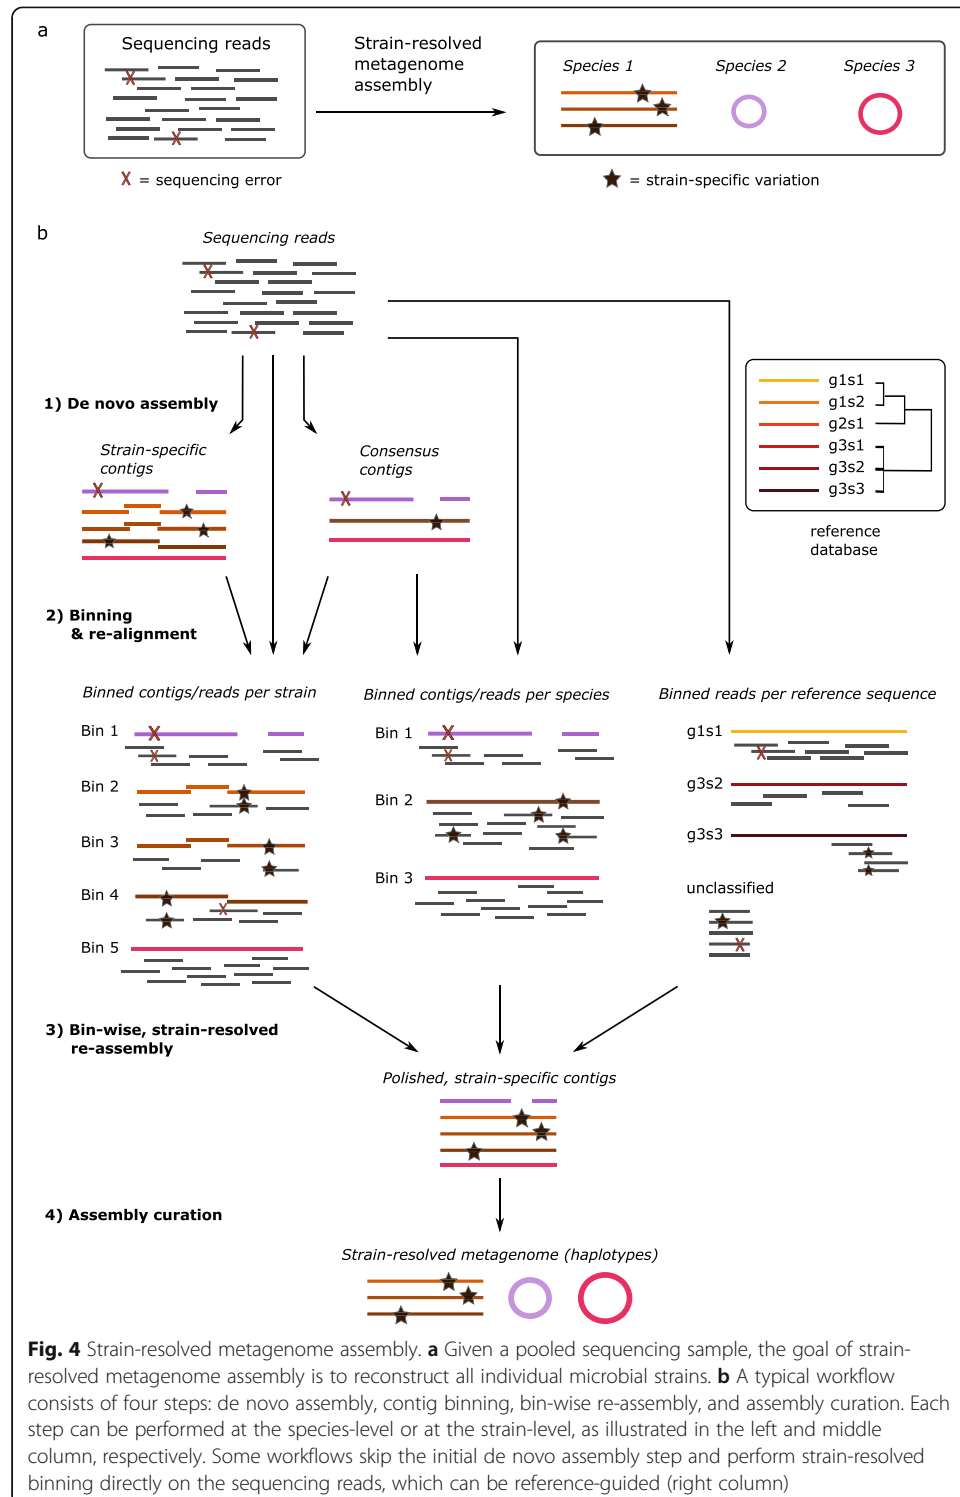 a
Sequencing reads
Strain-resolved
metagenome
assembly
Species 1
Species 2
Species 3
X = sequencing error
= strain-specific variation
b
Sequencing reads
1) De novo assembly
Strain-specific
contigs
Consensus
contigs
g1s1
g1s2
g2s1
g3s1
g3s2
g3s3
reference
database
2) Binning
& re-alignment
Binned contigs/reads per strain
Bin 1
Bin 2
Bin 3
Bin 4
Bin 5
Binned contigs/reads per species
Bin 1
Bin 2
Bin 3
Binned reads per reference sequence
g1s1
g3s2
g3s3
unclassified
3) Bin-wise, strain-resolved
re-assembly
Polished, strain-specific contigs
4) Assembly curation
Strain-resolved metagenome (haplotypes)
Fig. 4 Strain-resolved metagenome assembly. a Given a pooled sequencing sample, the goal of strain-
resolved metagenome assembly is to reconstruct all individual microbial strains. b A typical workflow
consists of four steps: de novo assembly, contig binning, bin-wise re-assembly, and assembly curation. Each
step can be performed at the species-level or at the strain-level, as illustrated in the left and middle
column, respectively. Some workflows skip the initial de novo assembly step and perform strain-resolved
binning directly on the sequencing reads, which can be reference-guided (right column)